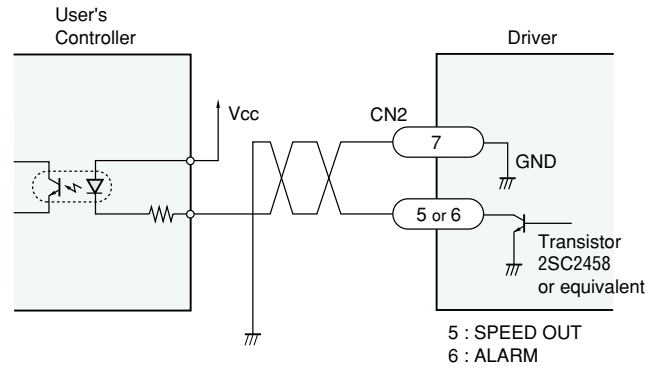 User's
Controller
Driver
Vcc
CN2
7
GND
5 or 6
Transistor
2SC2458
or equivalent
5 : SPEED OUT
6 : ALARM